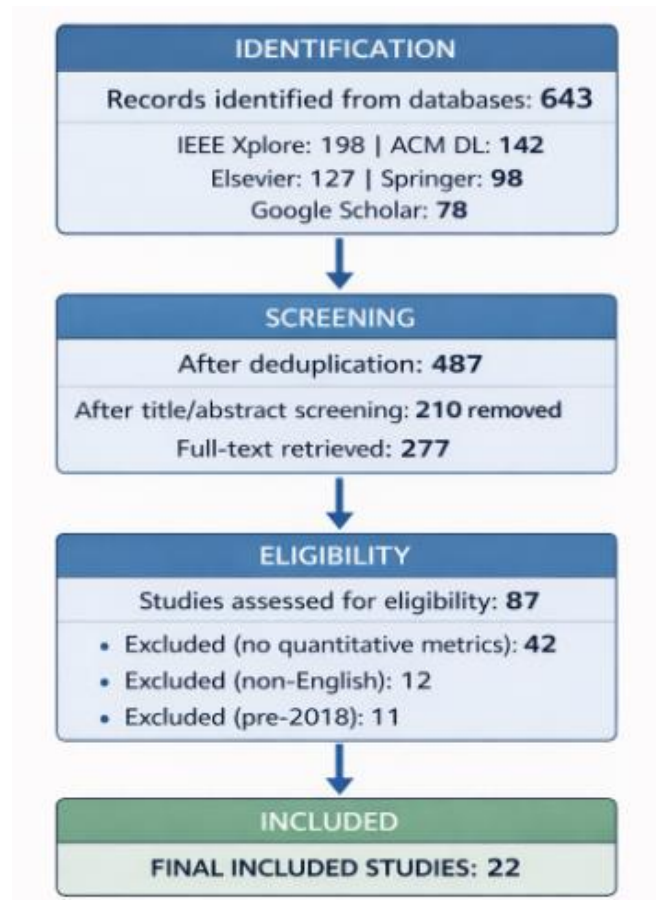 IDENTIFICATION
Records identified from databases: 643
IEEE Xplore: 198 | ACM DL: 142
Elsevier: 127 | Springer: 98
Google Scholar: 78
SCREENING
After deduplication: 487
After title/abstract screening: 210 removed
Full-text retrieved: 277
ELIGIBILITY
Studies assessed for eligibility: 87
• Excluded (no quantitative metrics): 42
• Excluded (non-English): 12
• Excluded (pre-2018): 11
INCLUDED
FINAL INCLUDED STUDIES: 22